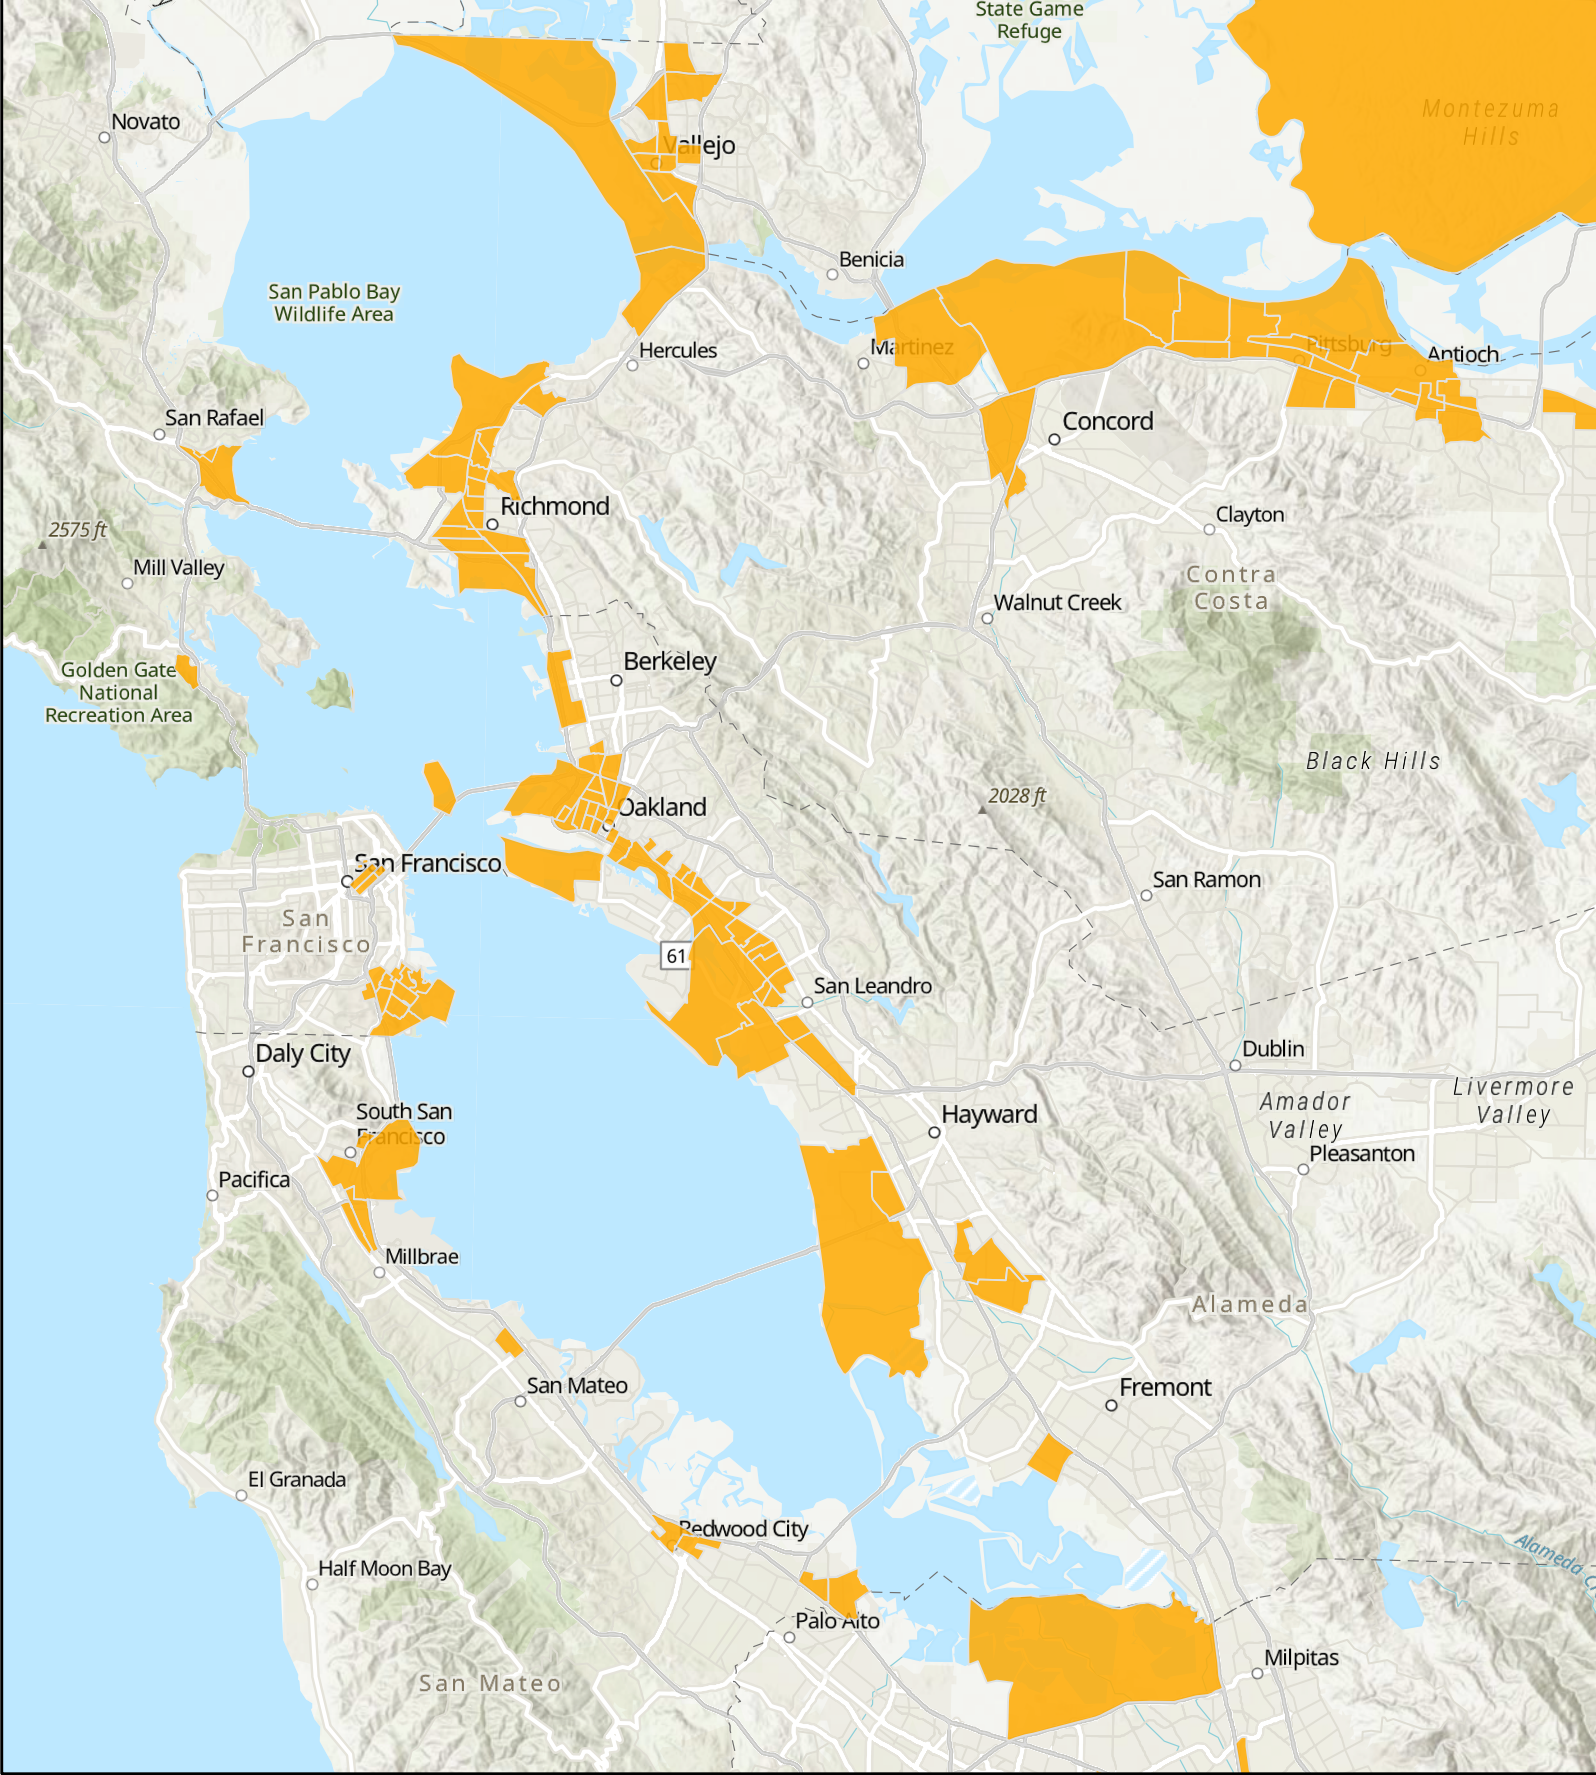 State Game
Refuge
Montezuma
Hills
Novato
Vallejo
Benicia
San Pablo Bay
Wildlife Area
Hercules
Martinez
Pittsburg
Antioch
San Rafael
Concord
Richmond
Clayton
2575 ft
Mill Valley
Contra
Costa
Walnut Creek
Berkeley
Golden Gate
National
Recreation Area
Black Hills
2028 ft
Oakland
San Francisco
San Ramon
San
Francisco
61
San Leandro
Daly City
Dublin
Livermore
Valley
Amador
Valley
South San
Francisco
Hayward
Pleasanton
Pacifica
Millbrae
Alameda
San Mateo
Fremont
El Granada
Redwood City
Half Moon Bay
Alameda C
Palo Alto
Milpitas
San Mateo